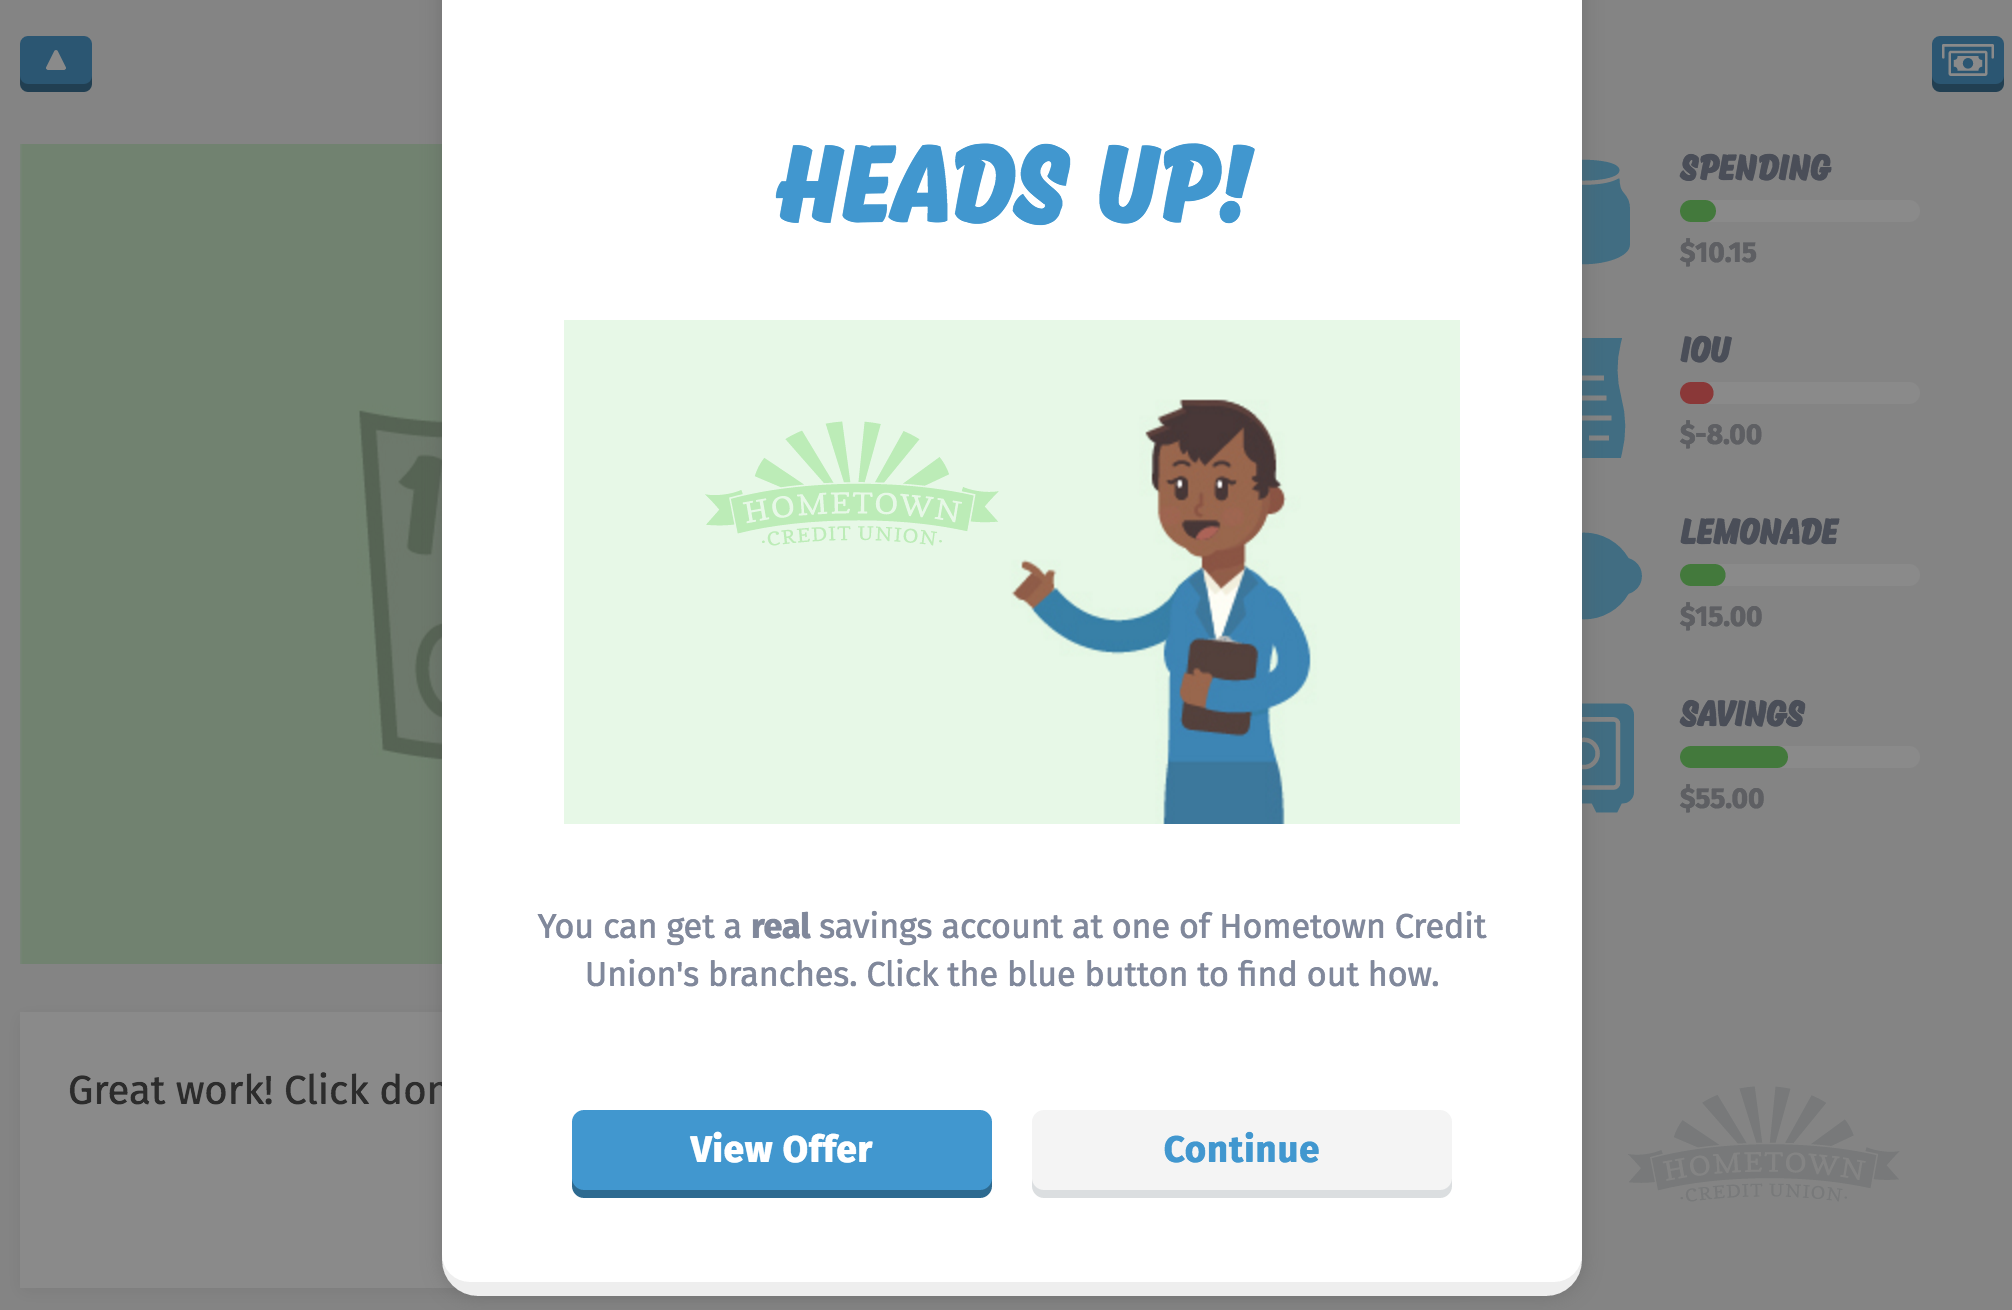 HEADS UP!
HOMETOWN
·CREDIT UNION·
You can get a real savings account at one of Hometown Credit
Union's branches. Click the blue button to find out how.
View Offer
Continue
Great work! Click
SPENDING
$10.15
IOU
$-8.00
LEMONADE
$15.00
SAVINGS
$55.00
HOMETOWN
·CREDIT UNION·